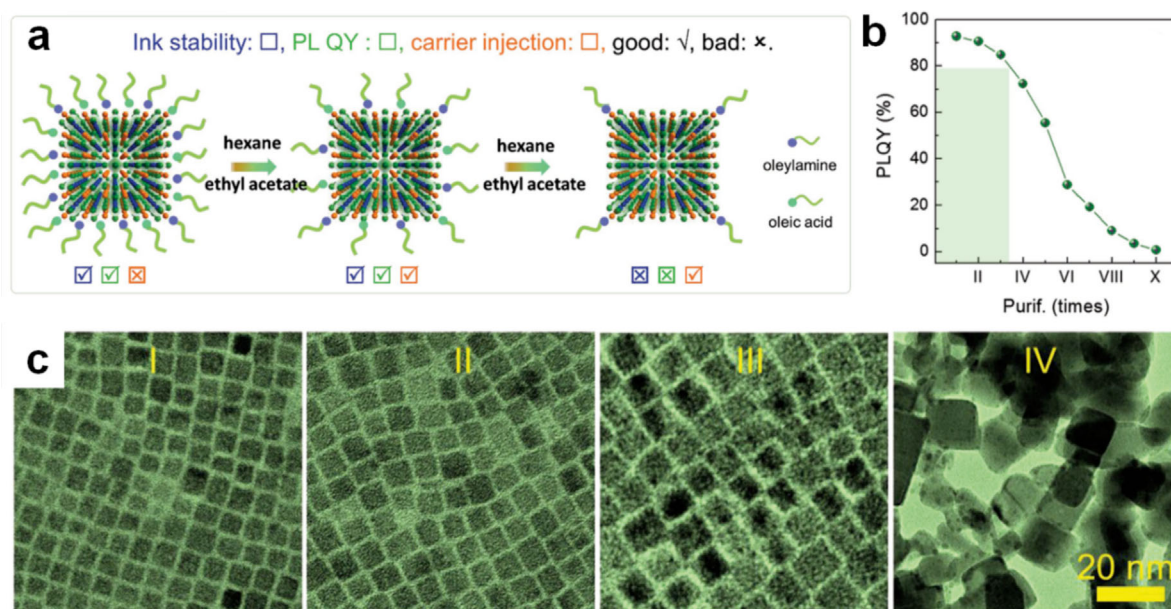 a
Ink stability: ☐, PL QY : ☐, carrier injection: ☐, good: √, bad: ×.
hexane
ethyl acetate
hexane
ethyl acetate
oleylamine
oleic acid
b
PLQY (%)
100
80
60
40
20
0
II IV VI VIII X
Purif. (times)
c
I
II
III
IV
20 nm